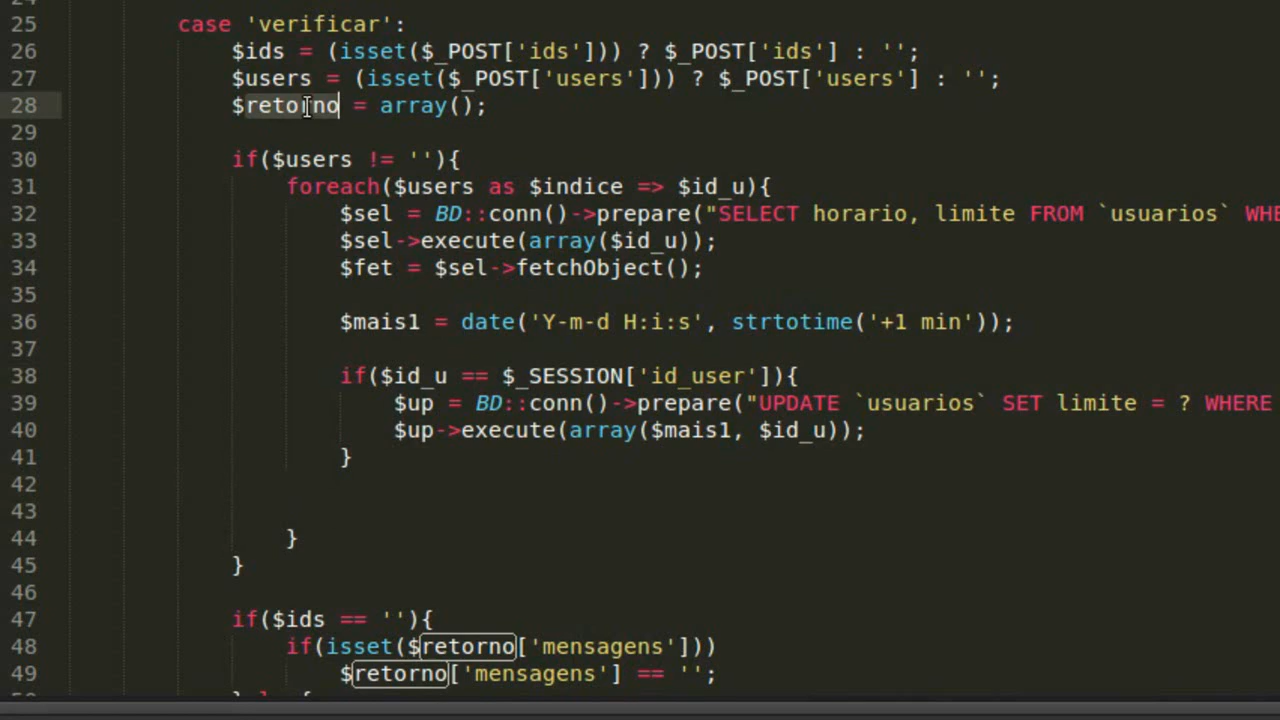 25 case 'verificar':
26 $ids = (isset($_POST['ids'])) ? $_POST['ids'] : '';
27 $users = (isset($_POST['users'])) ? $_POST['users'] : '';
28 $retorno = array();
29
30 if($users != ''){
31 foreach($users as $indice => $id_u){
32 $sel = BD::conn()->prepare("SELECT horario, limite FROM `usuarios` WHE
33 $sel->execute(array($id_u));
34 $fet = $sel->fetchObject();
35
36 $mais1 = date('Y-m-d H:i:s', strtotime('+1 min'));
37
38 if($id_u == $_SESSION['id_user']){
39 $up = BD::conn()->prepare("UPDATE `usuarios` SET limite = ? WHERE
40 $up->execute(array($mais1, $id_u));
41 }
42
43
44 }
45 }
46
47 if($ids == ''){
48 if(isset($retorno['mensagens']))
49 $retorno['mensagens'] == '';